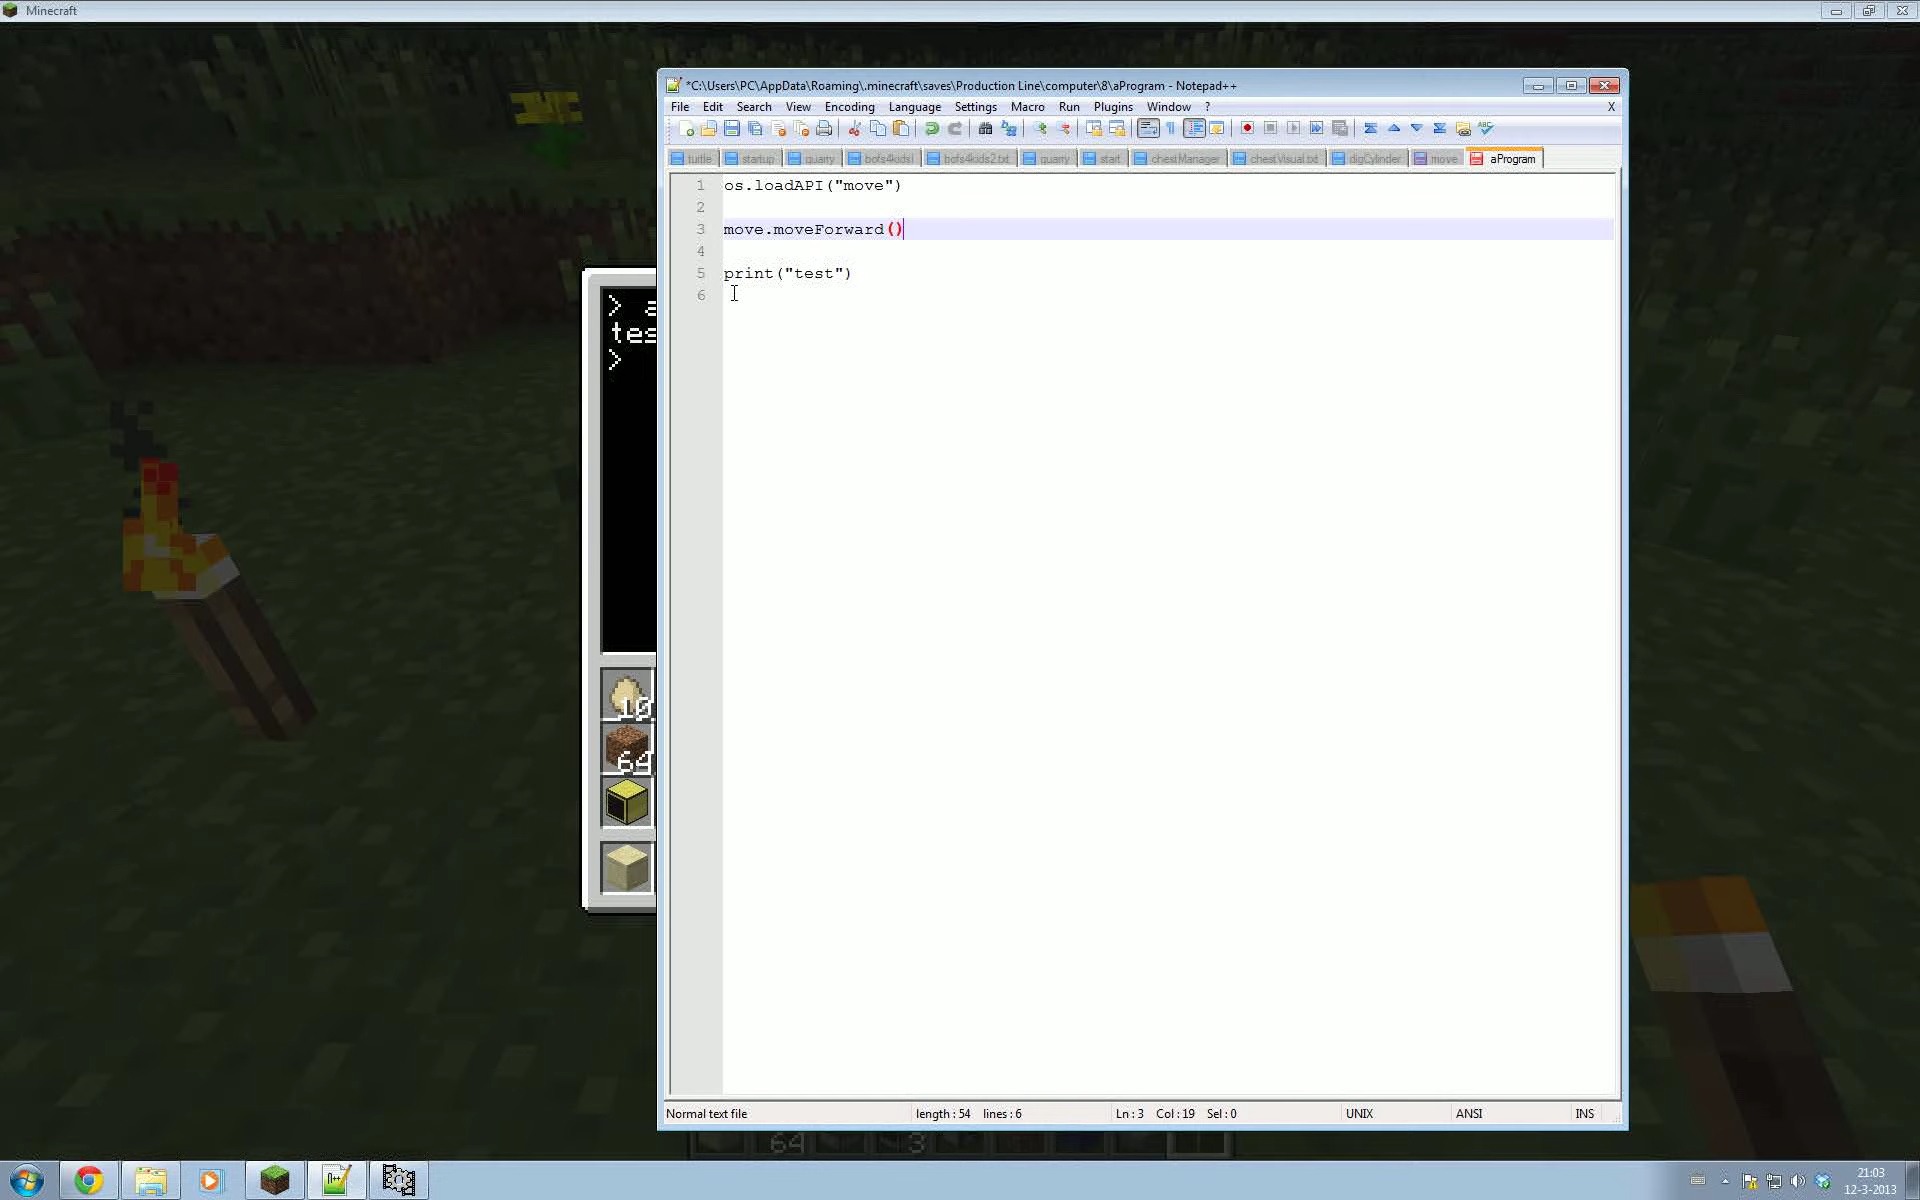 Minecraft
*C:\Users\PC\AppData\Roaming\.minecraft\saves\Production Line\computer\8\aProgram - Notepad++
File Edit Search View Encoding Language Settings Macro Run Plugins Window ? X
turtle startup quarry bofs4kids1 bofs4kids2.txt quarry start chestManager chestVisual.txt digCylinder move aProgram
1 os.loadAPI("move")
2
3 move.moveForward()
4
5 print("test")
6
> a
tes
>
10
64
Normal text file length : 54 lines : 6 Ln : 3 Col : 19 Sel : 0 UNIX ANSI INS
64 3
21:03
12-3-2013